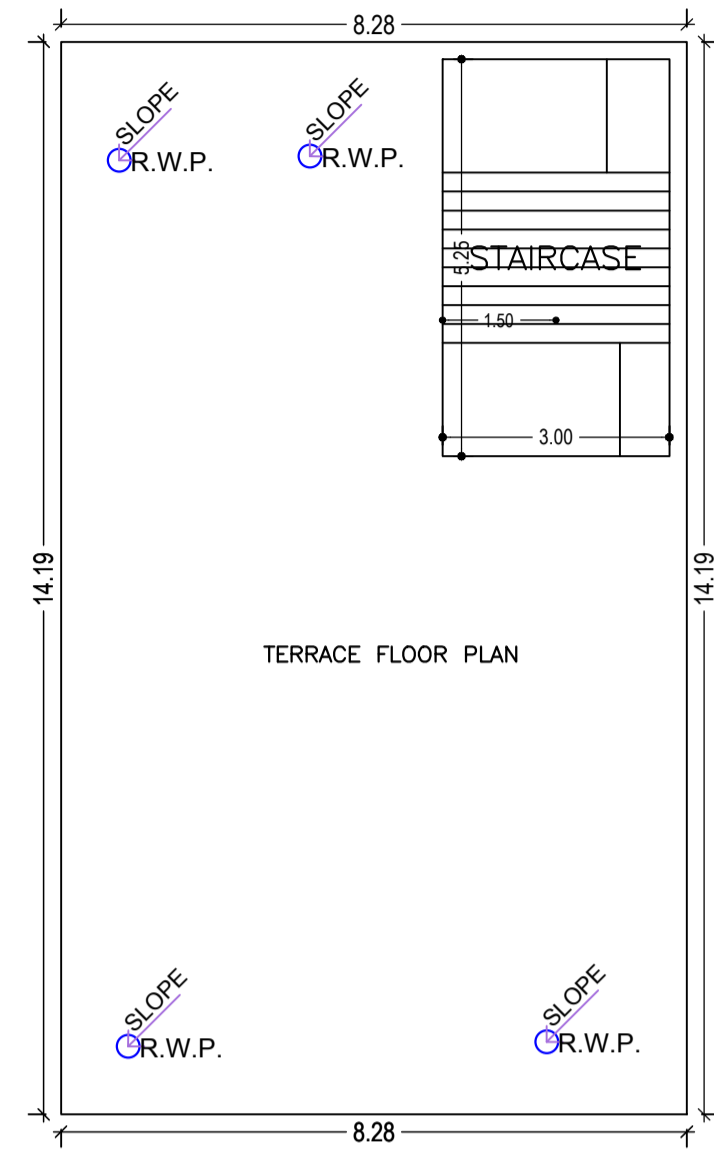 8.28
SLOPE
R.W.P.
SLOPE
R.W.P.
5.25
STAIRCASE
1.50
3.00
14.19
14.19
TERRACE FLOOR PLAN
SLOPE
R.W.P.
SLOPE
R.W.P.
8.28